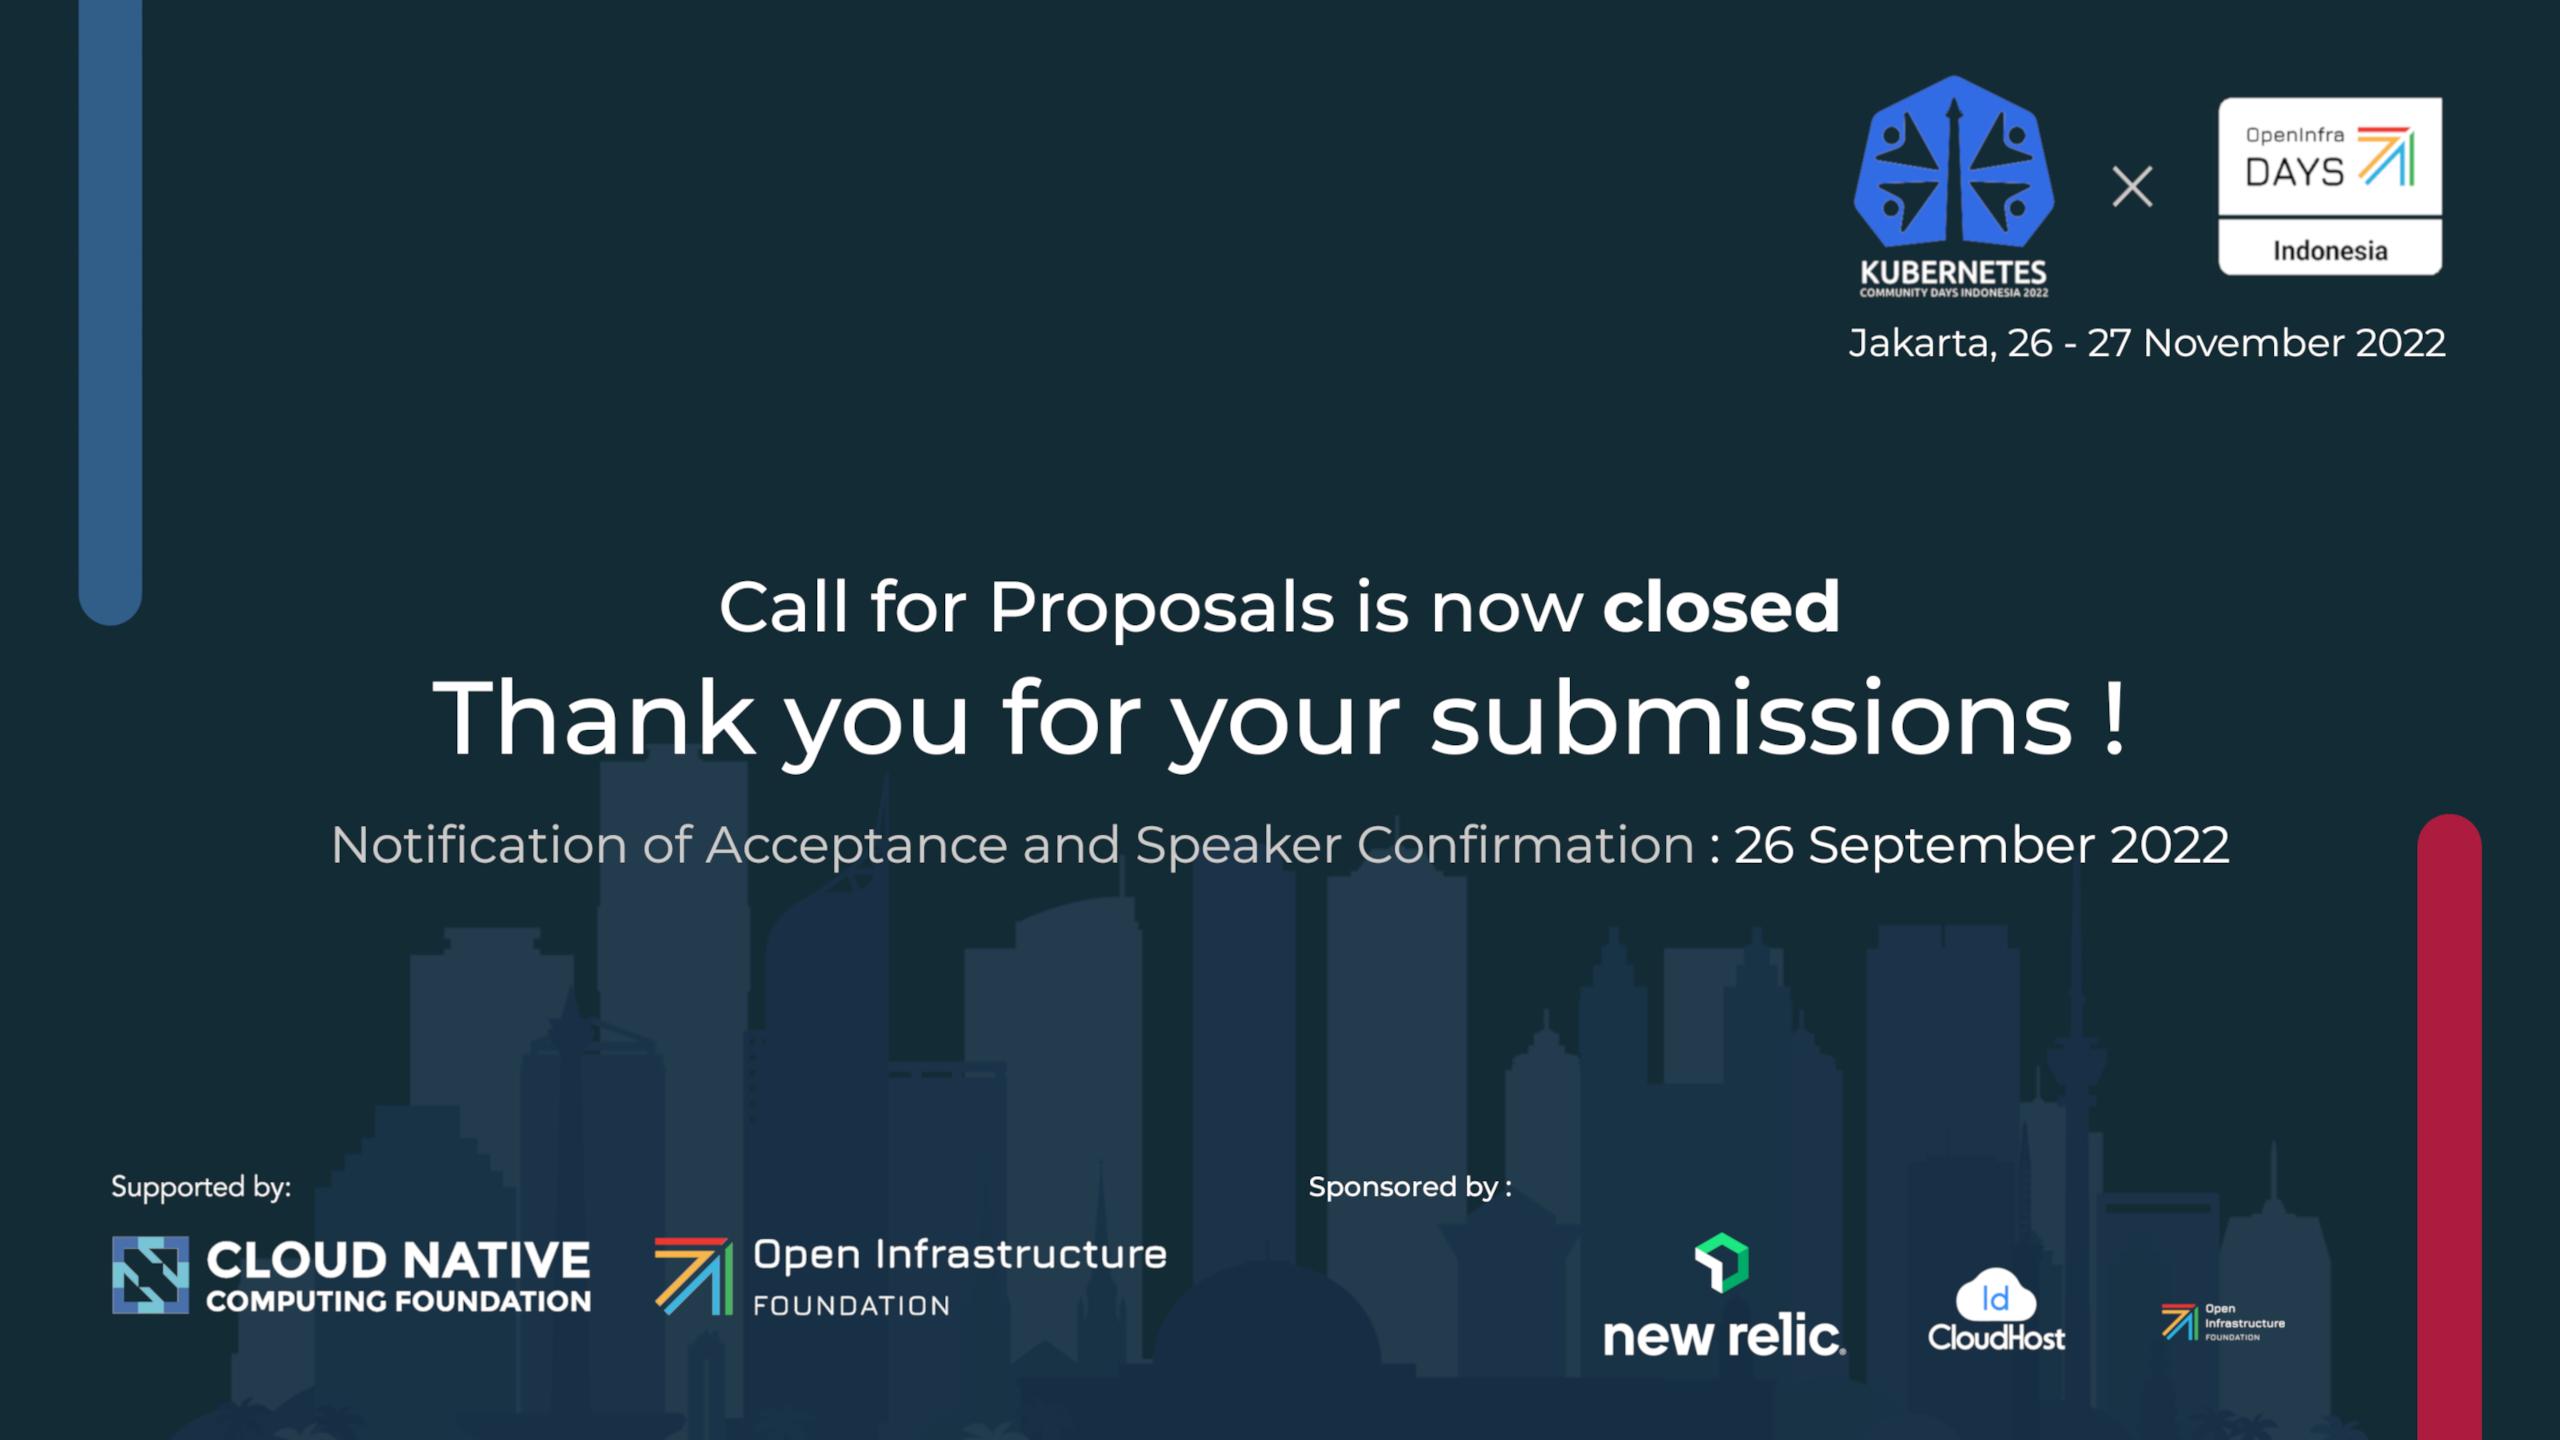 KUBERNETES
COMMUNITY DAYS INDONESIA 2022
OpenInfra
DAYS
Indonesia
Jakarta, 26 - 27 November 2022
Call for Proposals is now closed
Thank you for your submissions !
Notification of Acceptance and Speaker Confirmation : 26 September 2022
Supported by:
CLOUD NATIVE
COMPUTING FOUNDATION
Open Infrastructure
FOUNDATION
Sponsored by :
new relic®
Id
CloudHost
Open
Infrastructure
FOUNDATION